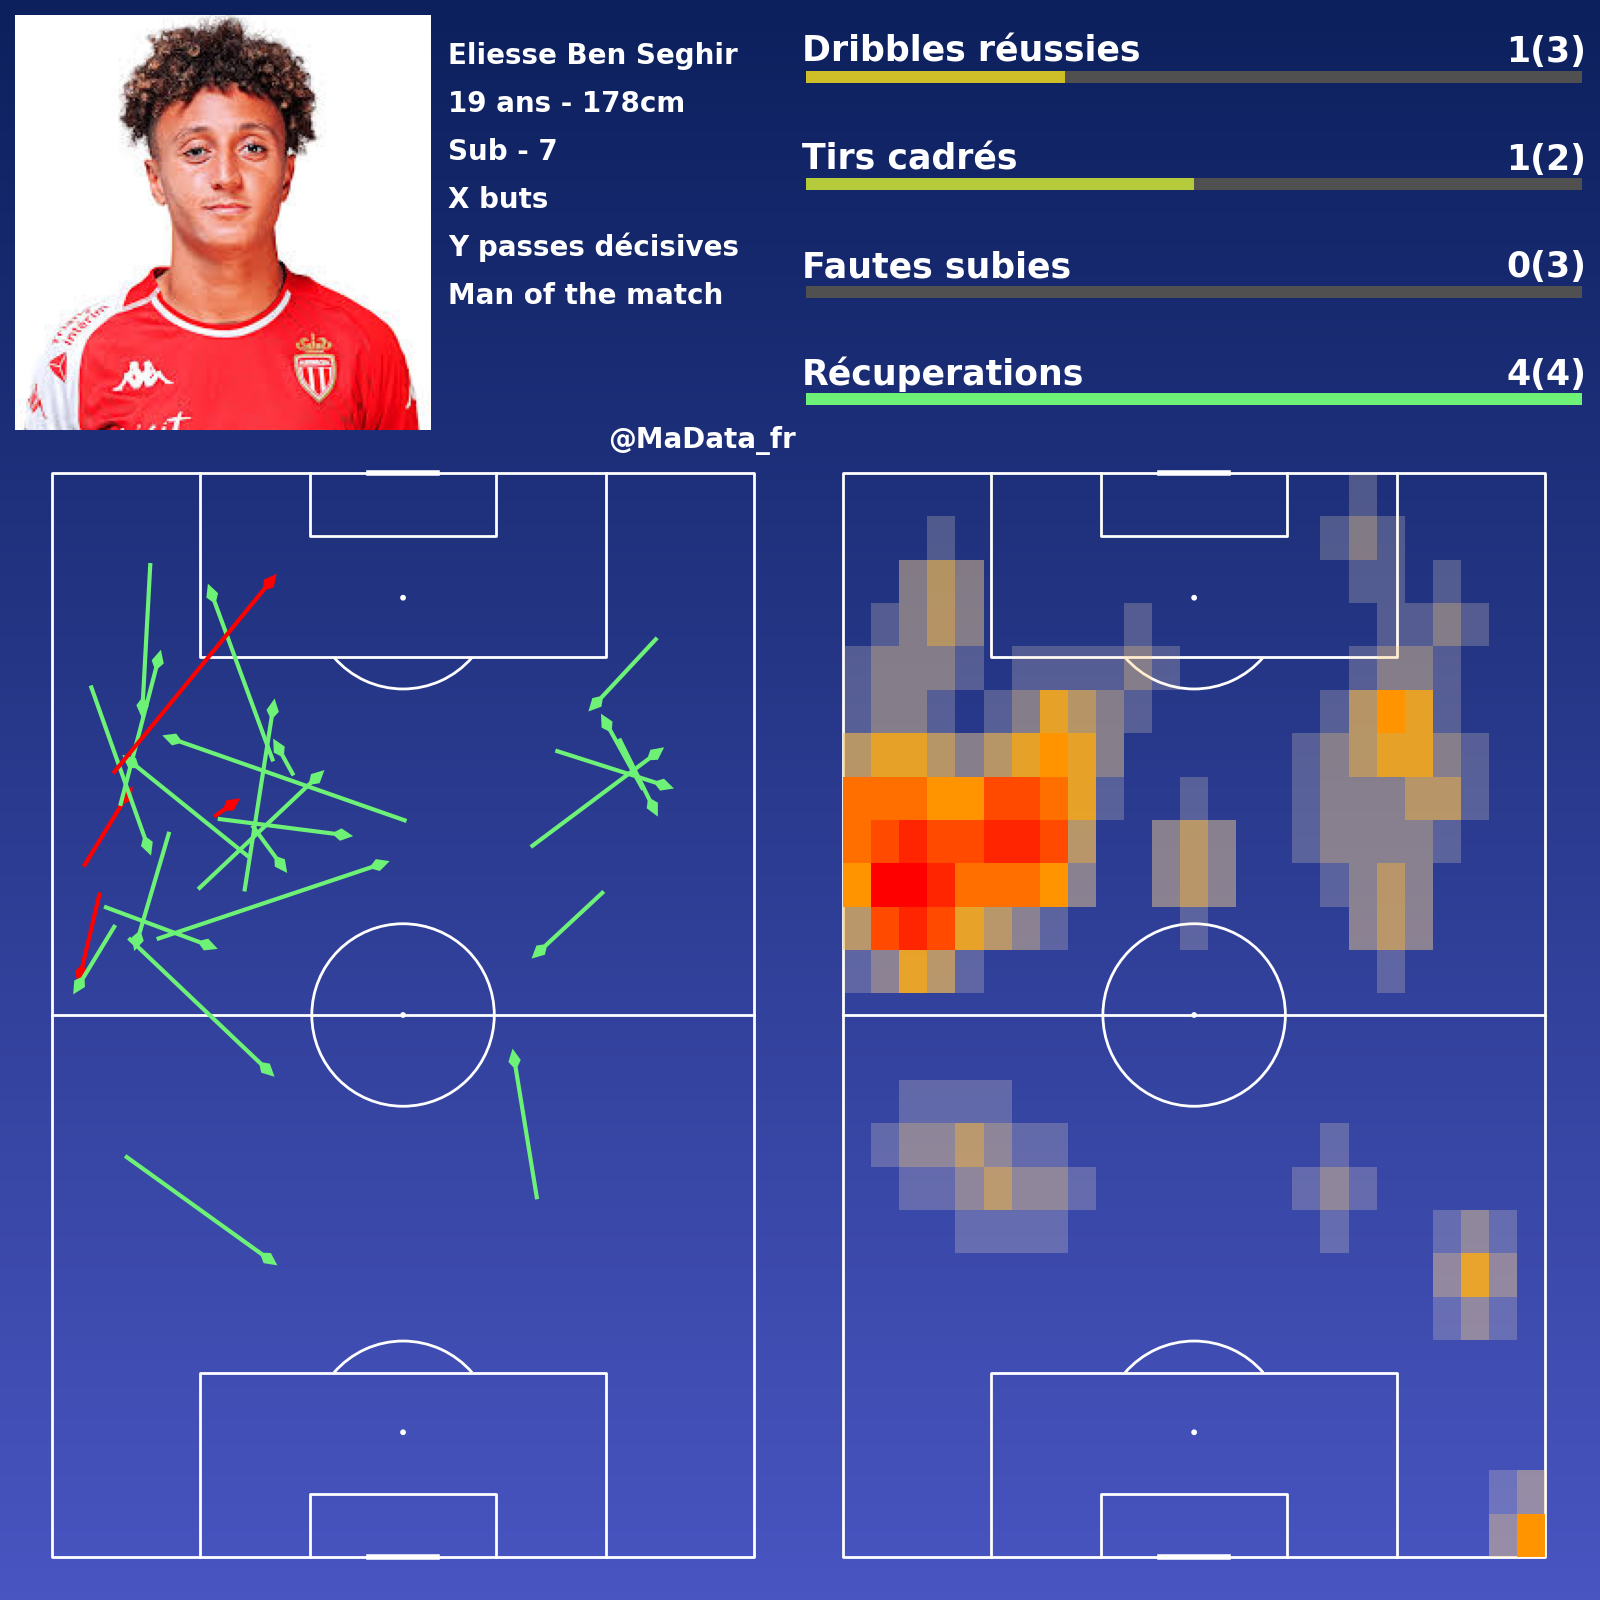 Eliesse Ben Seghir
19 ans - 178cm
Sub - 7
X buts
Y passes décisives
Man of the match
Dribbles réussies 1(3)
Tirs cadrés 1(2)
Fautes subies 0(3)
Récuperations 4(4)
@MaData_fr